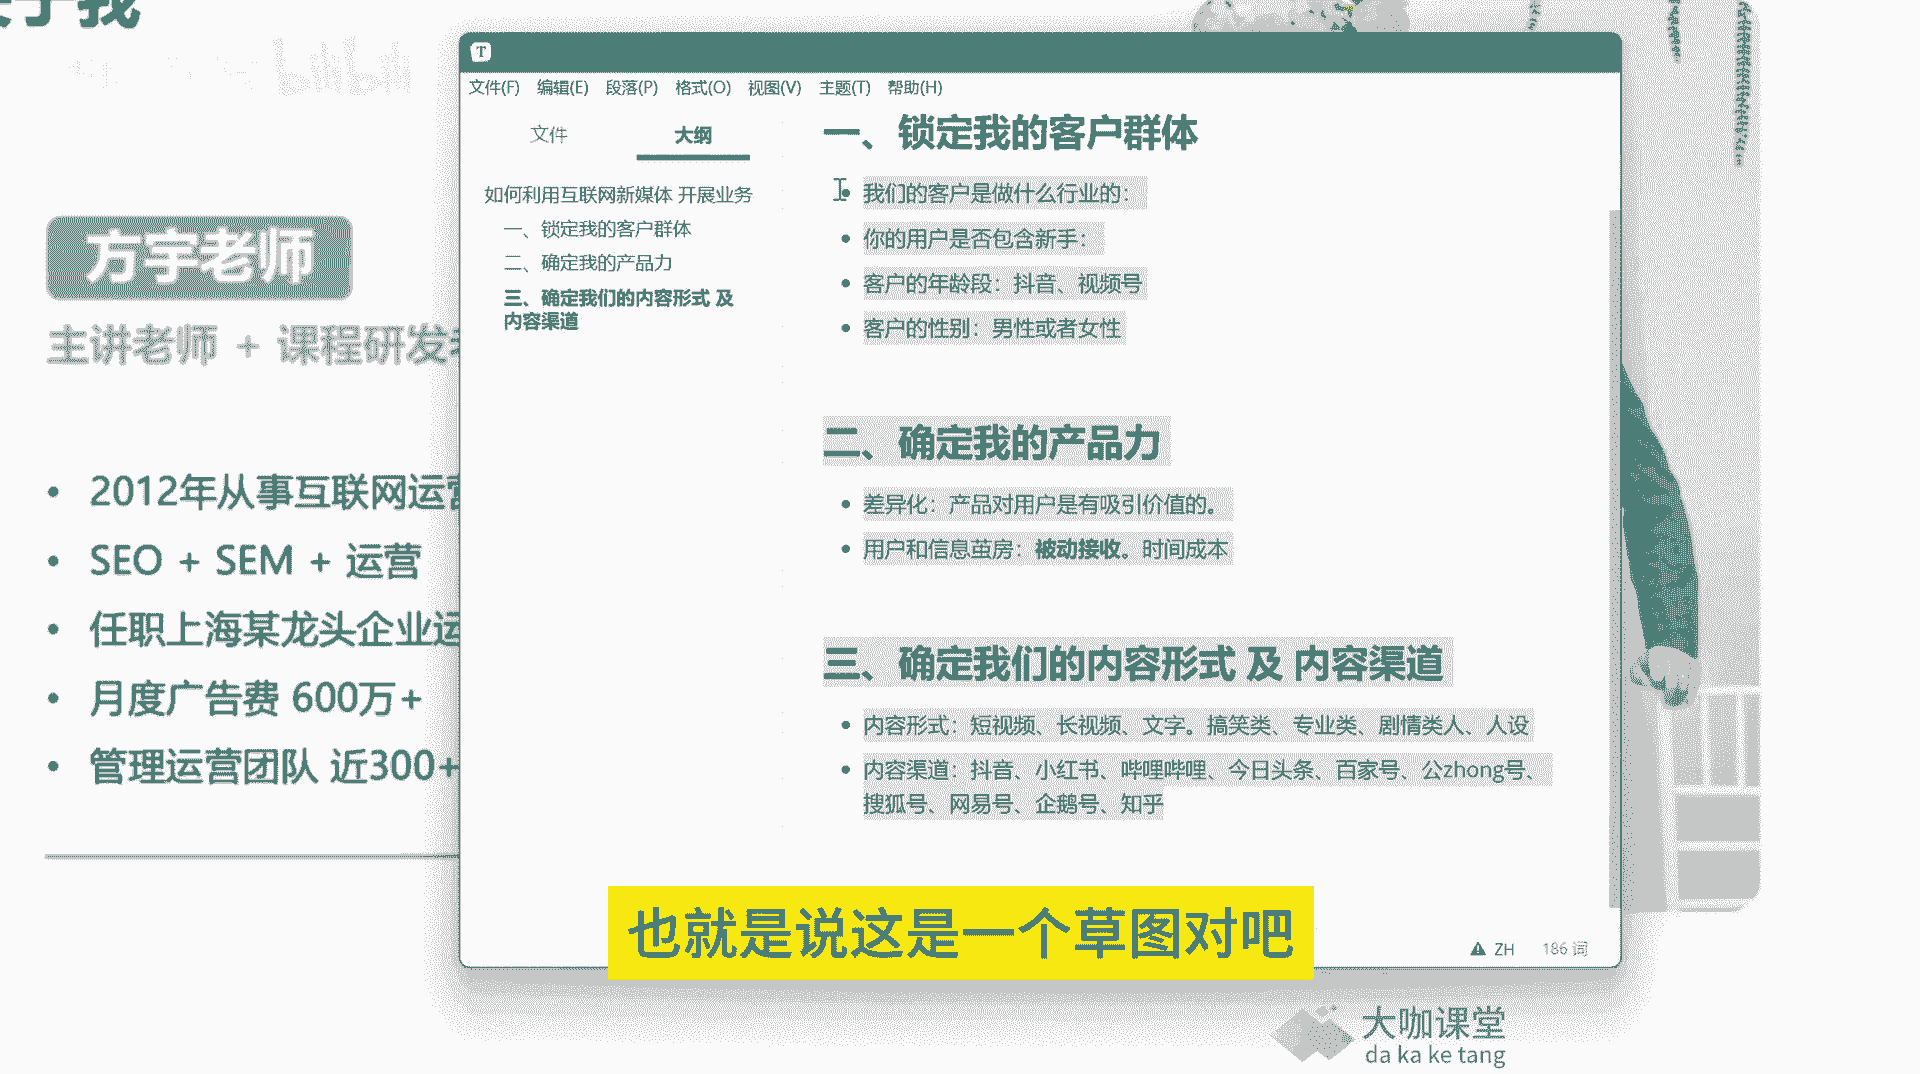 关于我
bilibili
方宇老师
主讲老师 + 课程研发
2012年从事互联网运营
SEO + SEM + 运营
任职上海某龙头企业运
月度广告费 600万+
管理运营团队 近300+
T
文件(F) 编辑(E) 段落(P) 格式(O) 视图(V) 主题(T) 帮助(H)
文件 大纲
如何利用互联网新媒体 开展业务
一、锁定我的客户群体
二、确定我的产品力
三、确定我们的内容形式 及
内容渠道
一、锁定我的客户群体
我们的客户是做什么行业的:
你的用户是否包含新手:
客户的年龄段：抖音、视频号
客户的性别：男性或者女性
二、确定我的产品力
差异化：产品对用户是有吸引价值的。
用户和信息茧房：被动接收。时间成本
三、确定我们的内容形式 及 内容渠道
内容形式：短视频、长视频、文字。搞笑类、专业类、剧情类人、人设
内容渠道：抖音、小红书、哔哩哔哩、今日头条、百家号、公zhong号、
搜狐号、网易号、企鹅号、知乎
ZH 186 词
也就是说这是一个草图对吧
大咖课堂
da ka ke tang